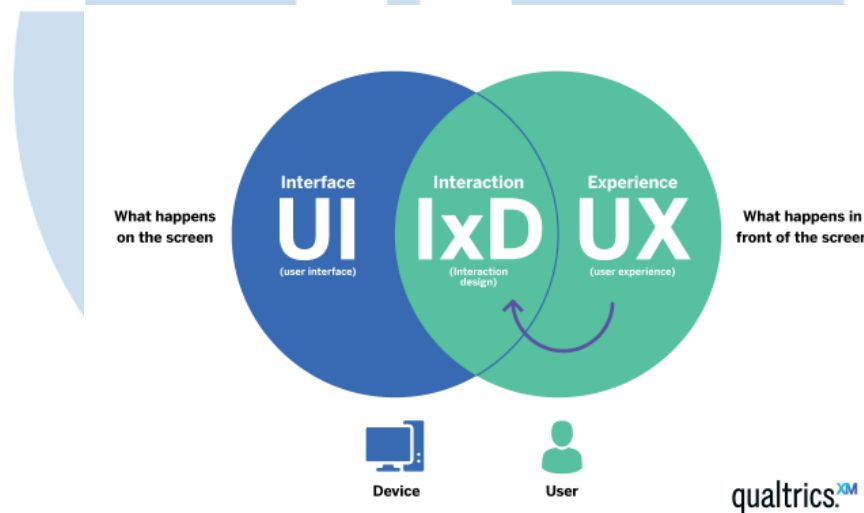 Interface
UI
(user interface)
Interaction
IxD
(Interaction
design)
Experience
UX
(user experience)
What happens
on the screen
What happens in
front of the screen
Device
User
qualtrics.XM